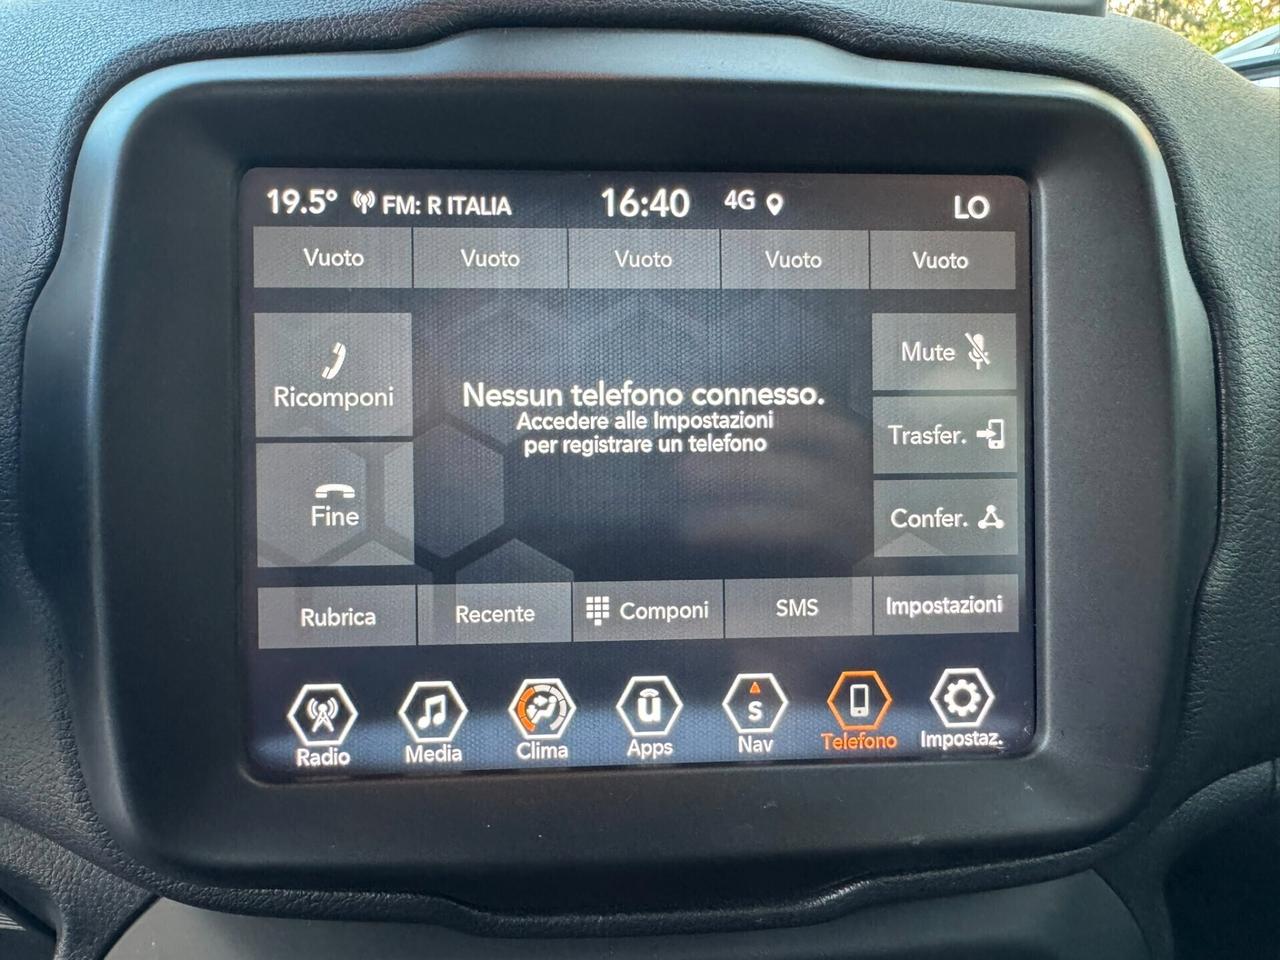 19.5° FM: R ITALIA 16:40 4G LO
Vuoto Vuoto Vuoto Vuoto Vuoto
Ricomponi
Fine
Nessun telefono connesso.
Accedere alle Impostazioni
per registrare un telefono
Mute
Trasfer.
Confer.
Rubrica Recente Componi SMS Impostazioni
Radio Media Clima Apps Nav Telefono Impostaz.